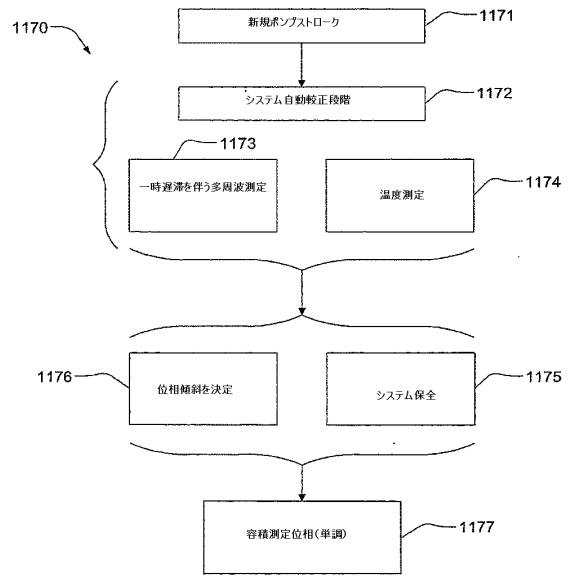 1170
新規ポンプストローク
1171
システム自動較正段階
1172
1173
一時遅滞を伴う多周波測定
温度測定
1174
1176
位相傾斜を決定
システム保全
1175
容積測定位相(単調)
1177